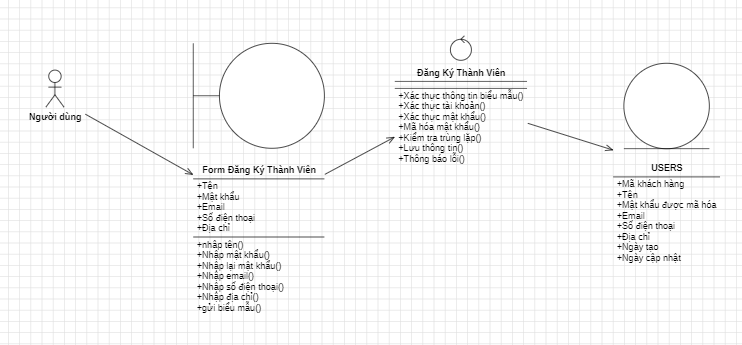 Người dùng
Form Đăng Ký Thành Viên
+Tên
+Mật khẩu
+Email
+Số điện thoại
+Địa chỉ
+nhập tên()
+Nhập mật khẩu()
+Nhập lại mật khẩu()
+Nhập email()
+Nhập số điện thoại()
+Nhập địa chỉ()
+gửi biểu mẫu()
Đăng Ký Thành Viên
+Xác thực thông tin biểu mẫu()
+Xác thực tài khoản()
+Xác thực mật khẩu()
+Mã hóa mật khẩu()
+Kiểm tra trùng lặp()
+Lưu thông tin()
+Thông báo lỗi()
USERS
+Mã khách hàng
+Tên
+Mật khẩu được mã hóa
+Email
+Số điện thoại
+Địa chỉ
+Ngày tạo
+Ngày cập nhật